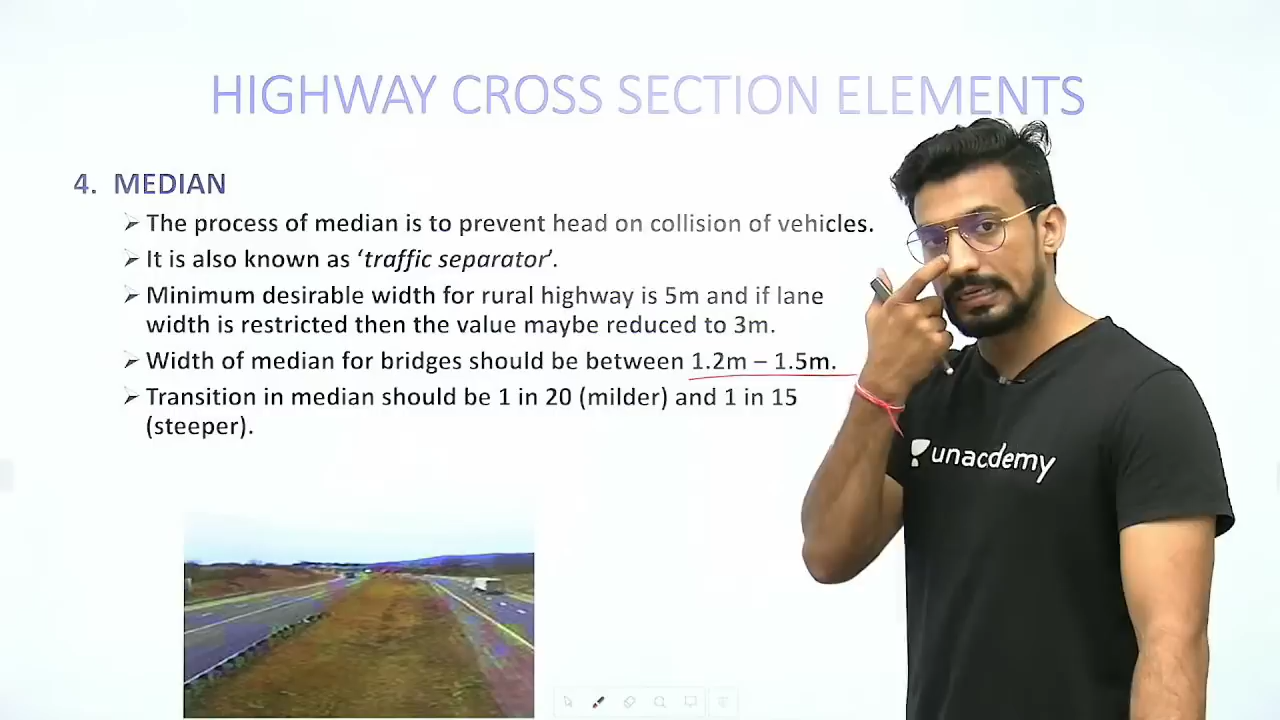 HIGHWAY CROSS SECTION ELEMENTS
4. MEDIAN
➢ The process of median is to prevent head on collision of vehicles.
➢ It is also known as ‘traffic separator’.
➢ Minimum desirable width for rural highway is 5m and if lane
width is restricted then the value maybe reduced to 3m.
➢ Width of median for bridges should be between 1.2m – 1.5m.
➢ Transition in median should be 1 in 20 (milder) and 1 in 15
(steeper).
unacademy